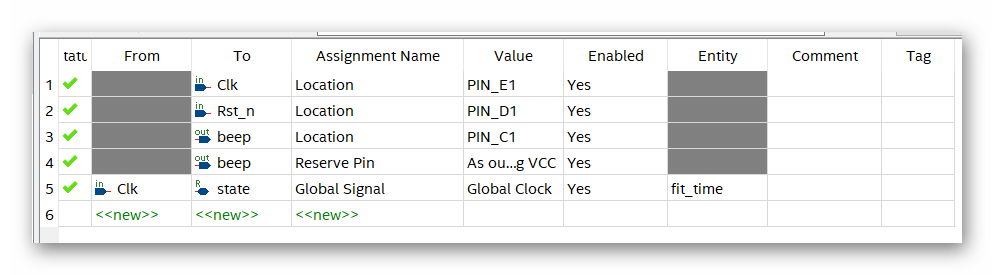 tatu From To Assignment Name Value Enabled Entity Comment Tag
1 in Clk Location PIN_E1 Yes
2 in Rst_n Location PIN_D1 Yes
3 out beep Location PIN_C1 Yes
4 out beep Reserve Pin As ou...g VCC Yes
5 in Clk R state Global Signal Global Clock Yes fit_time
6 <<new>> <<new>> <<new>>